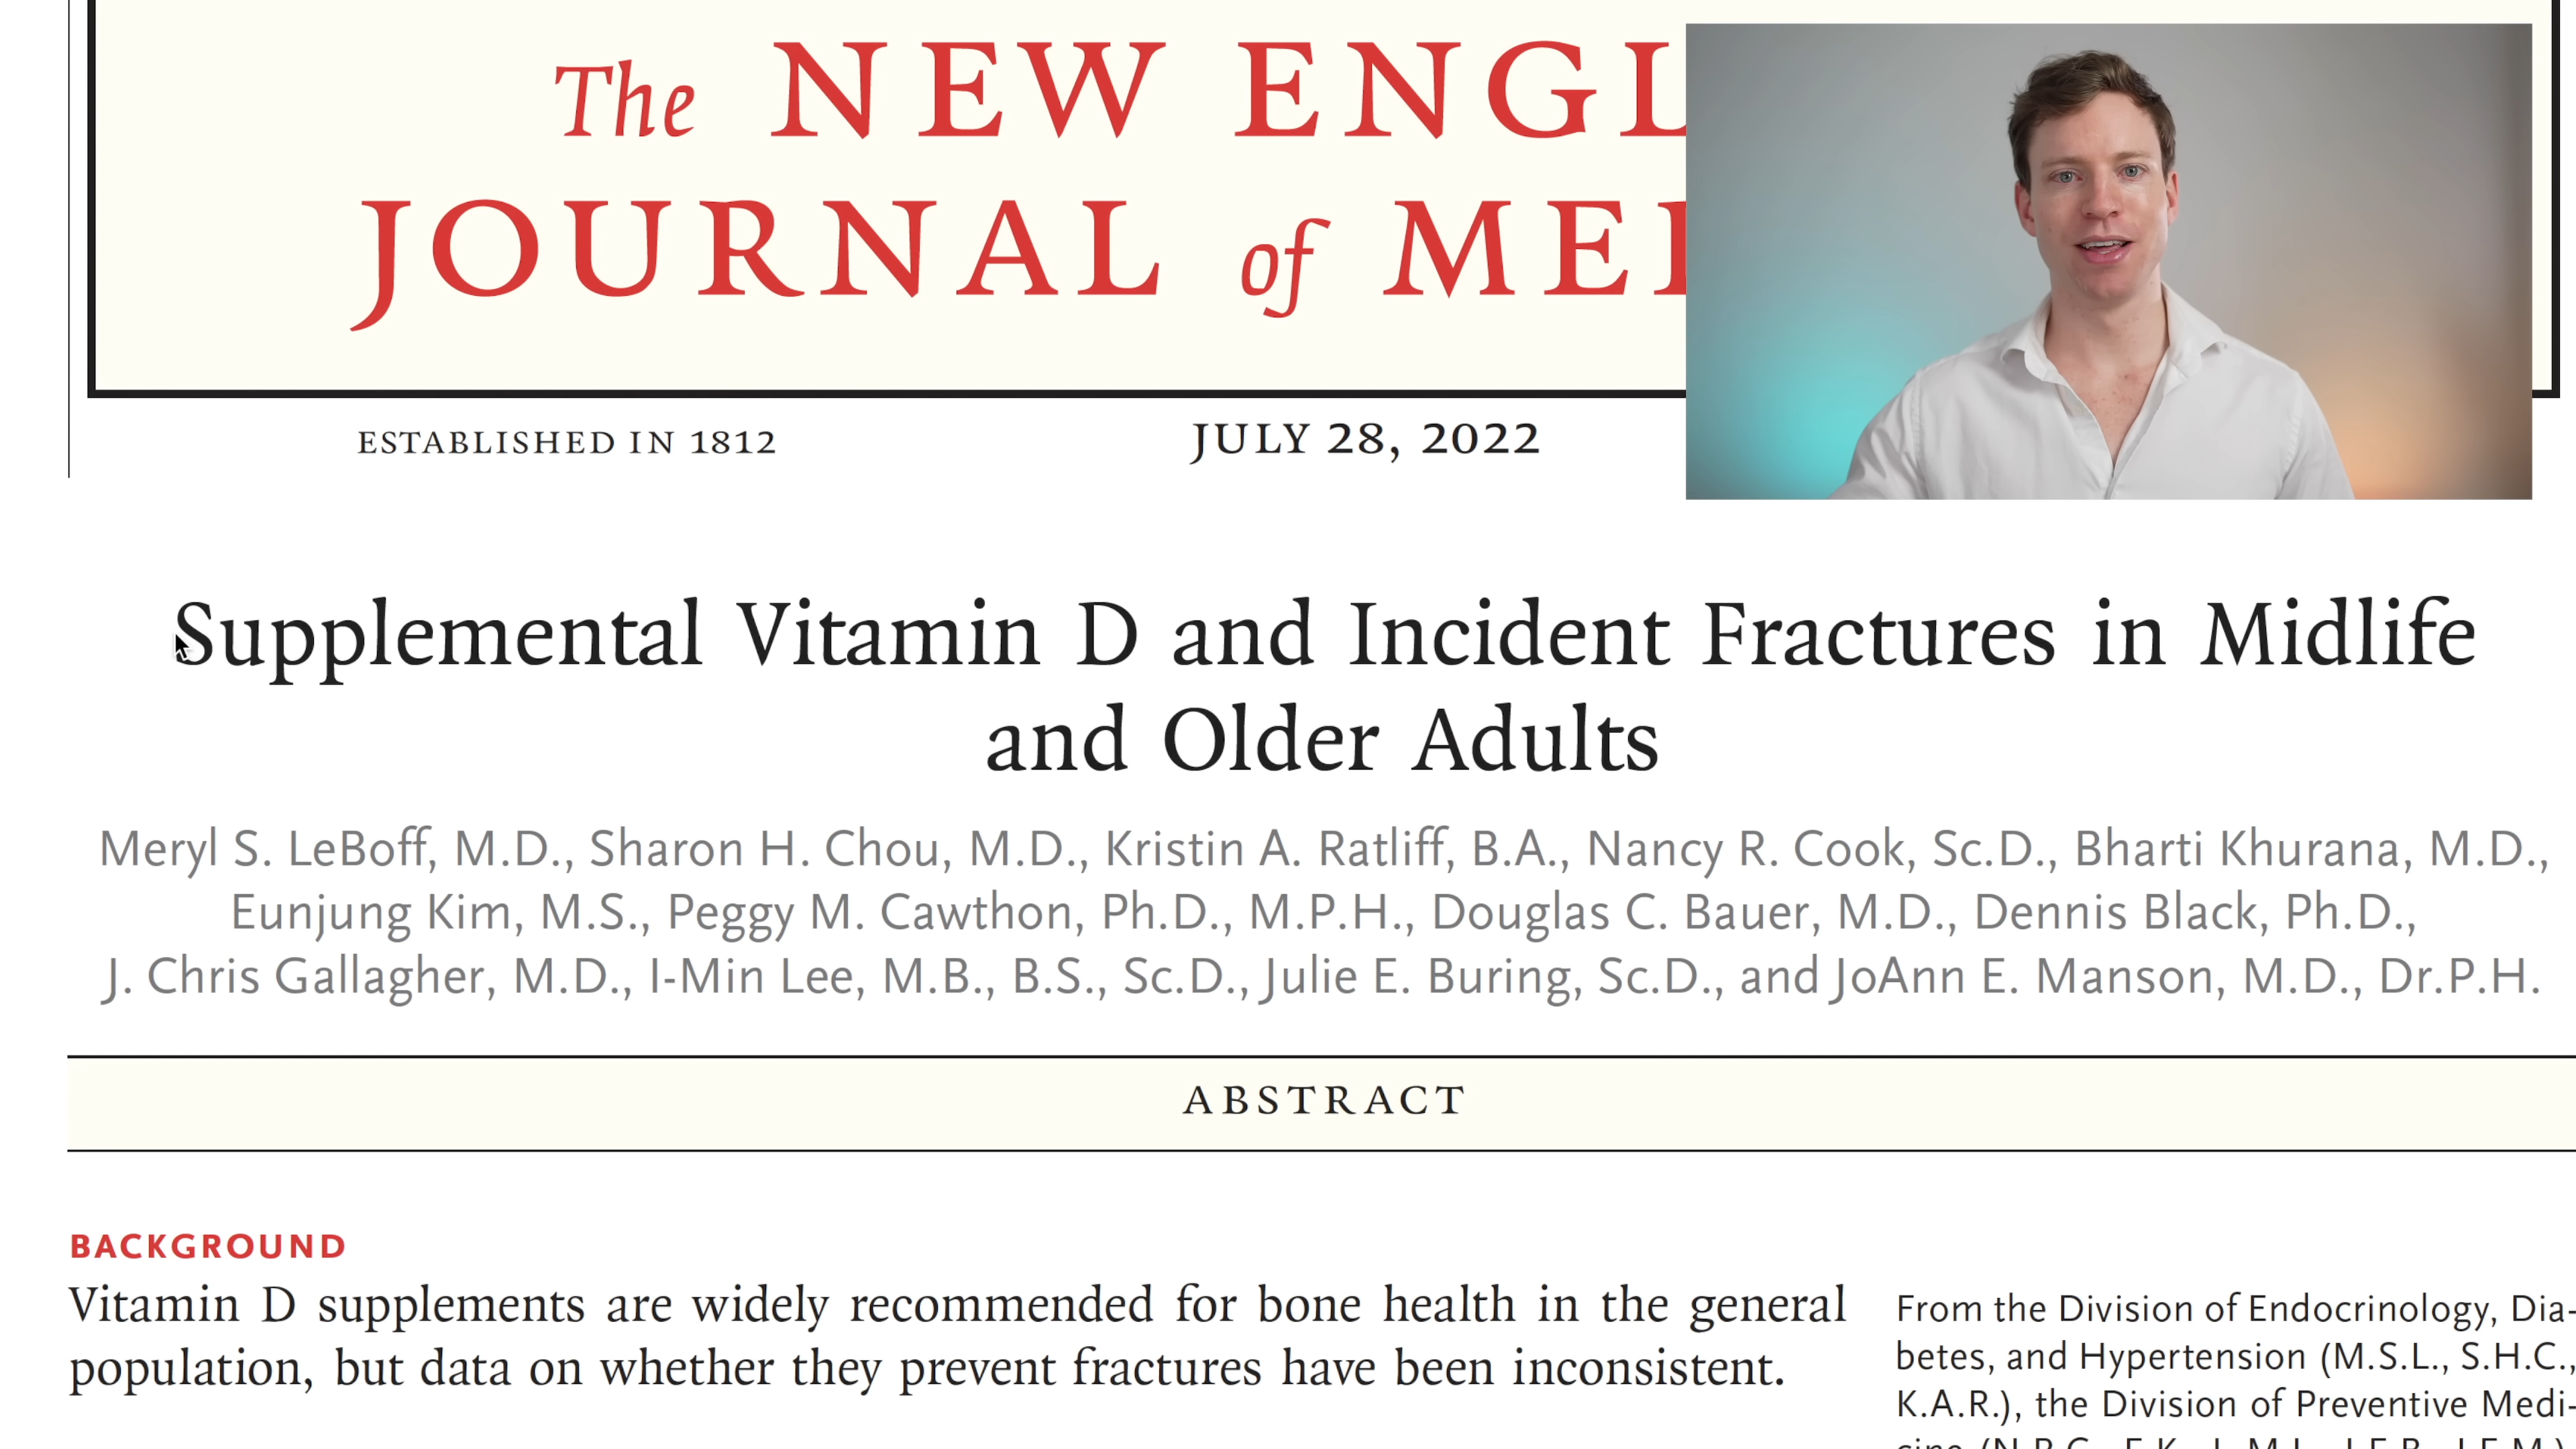 The NEW ENGL
JOURNAL of MED
ESTABLISHED IN 1812
JULY 28, 2022
Supplemental Vitamin D and Incident Fractures in Midlife
and Older Adults
Meryl S. LeBoff, M.D., Sharon H. Chou, M.D., Kristin A. Ratliff, B.A., Nancy R. Cook, Sc.D., Bharti Khurana, M.D.,
Eunjung Kim, M.S., Peggy M. Cawthon, Ph.D., M.P.H., Douglas C. Bauer, M.D., Dennis Black, Ph.D.,
J. Chris Gallagher, M.D., I-Min Lee, M.B., B.S., Sc.D., Julie E. Buring, Sc.D., and JoAnn E. Manson, M.D., Dr.P.H.
ABSTRACT
BACKGROUND
Vitamin D supplements are widely recommended for bone health in the general
population, but data on whether they prevent fractures have been inconsistent.
From the Division of Endocrinology, Dia-
betes, and Hypertension (M.S.L., S.H.C.,
K.A.R.), the Division of Preventive Medi-